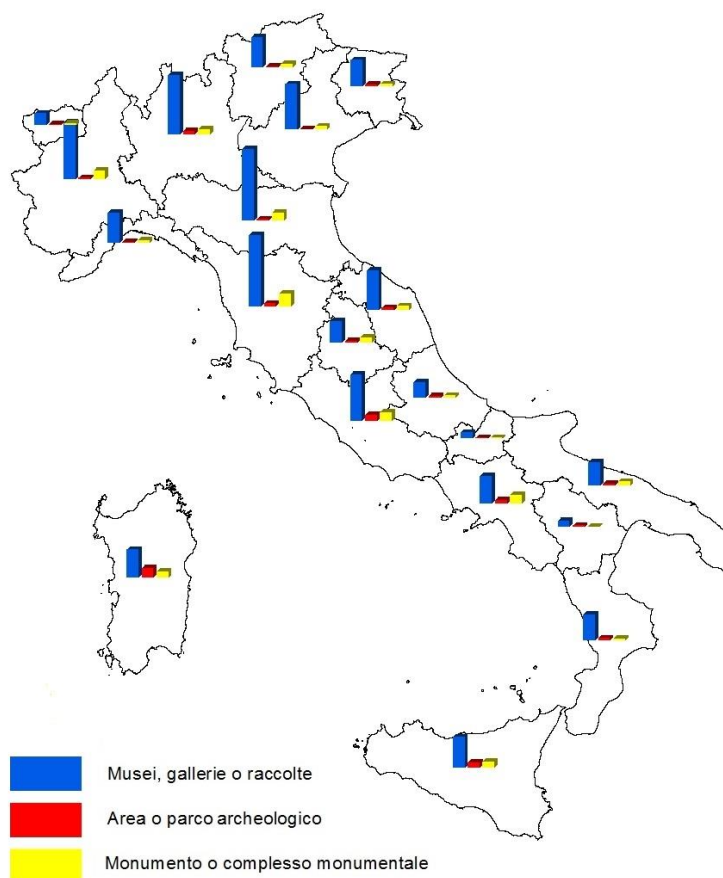 Musei, gallerie o raccolte
Area o parco archeologico
Monumento o complesso monumentale